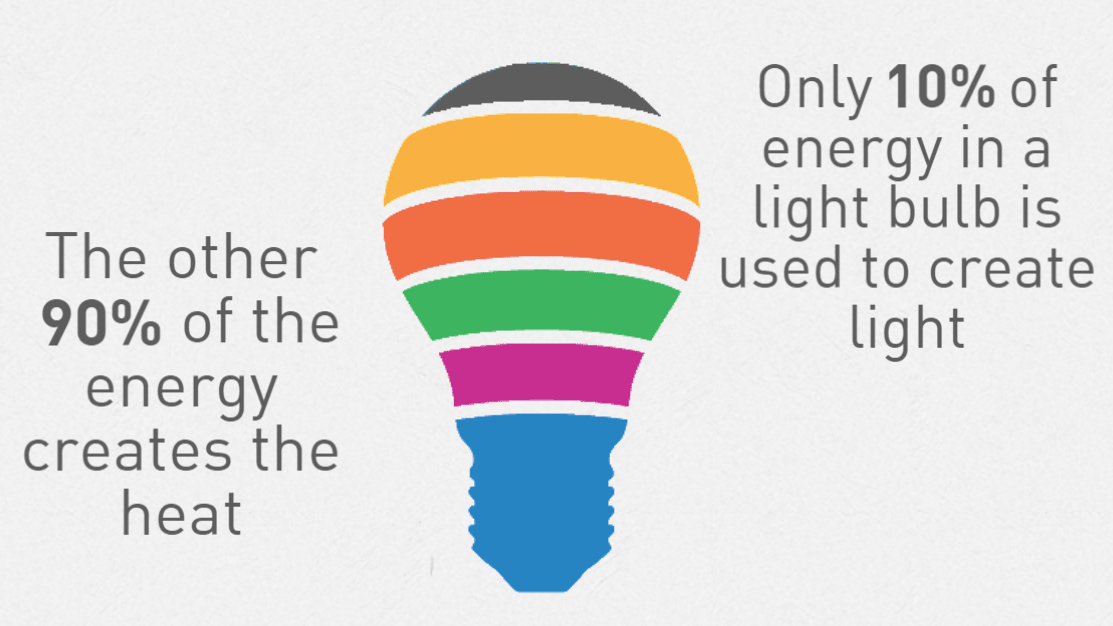 Only 10% of
energy in a
light bulb is
used to create
light
The other
90% of the
energy
creates the
heat